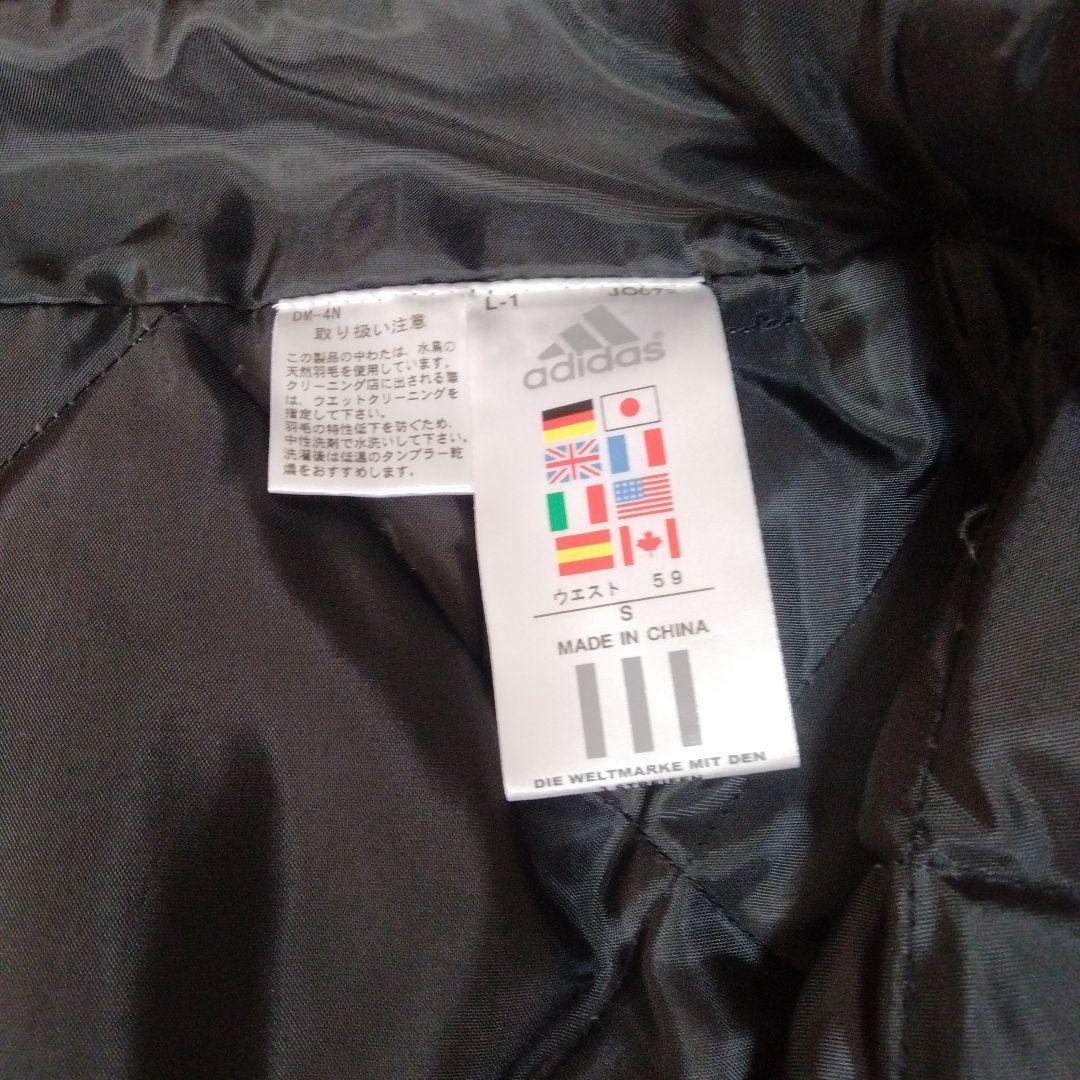 DM-4N
取り扱い注意
この製品の中わたは、水鳥の
天然羽毛を使用しています。
クリーニング店に出される際
は、ウエットクリーニングを
指定して下さい。
羽毛の特性低下を防ぐため、
中性洗剤で水洗いして下さい。
洗濯後は低温のタンブラー乾
燥をおすすめします。
L-1
adidas®
ウエスト 59
S
MADE IN CHINA
DIE WELTMARKE MIT DEN
3 STREIFEN